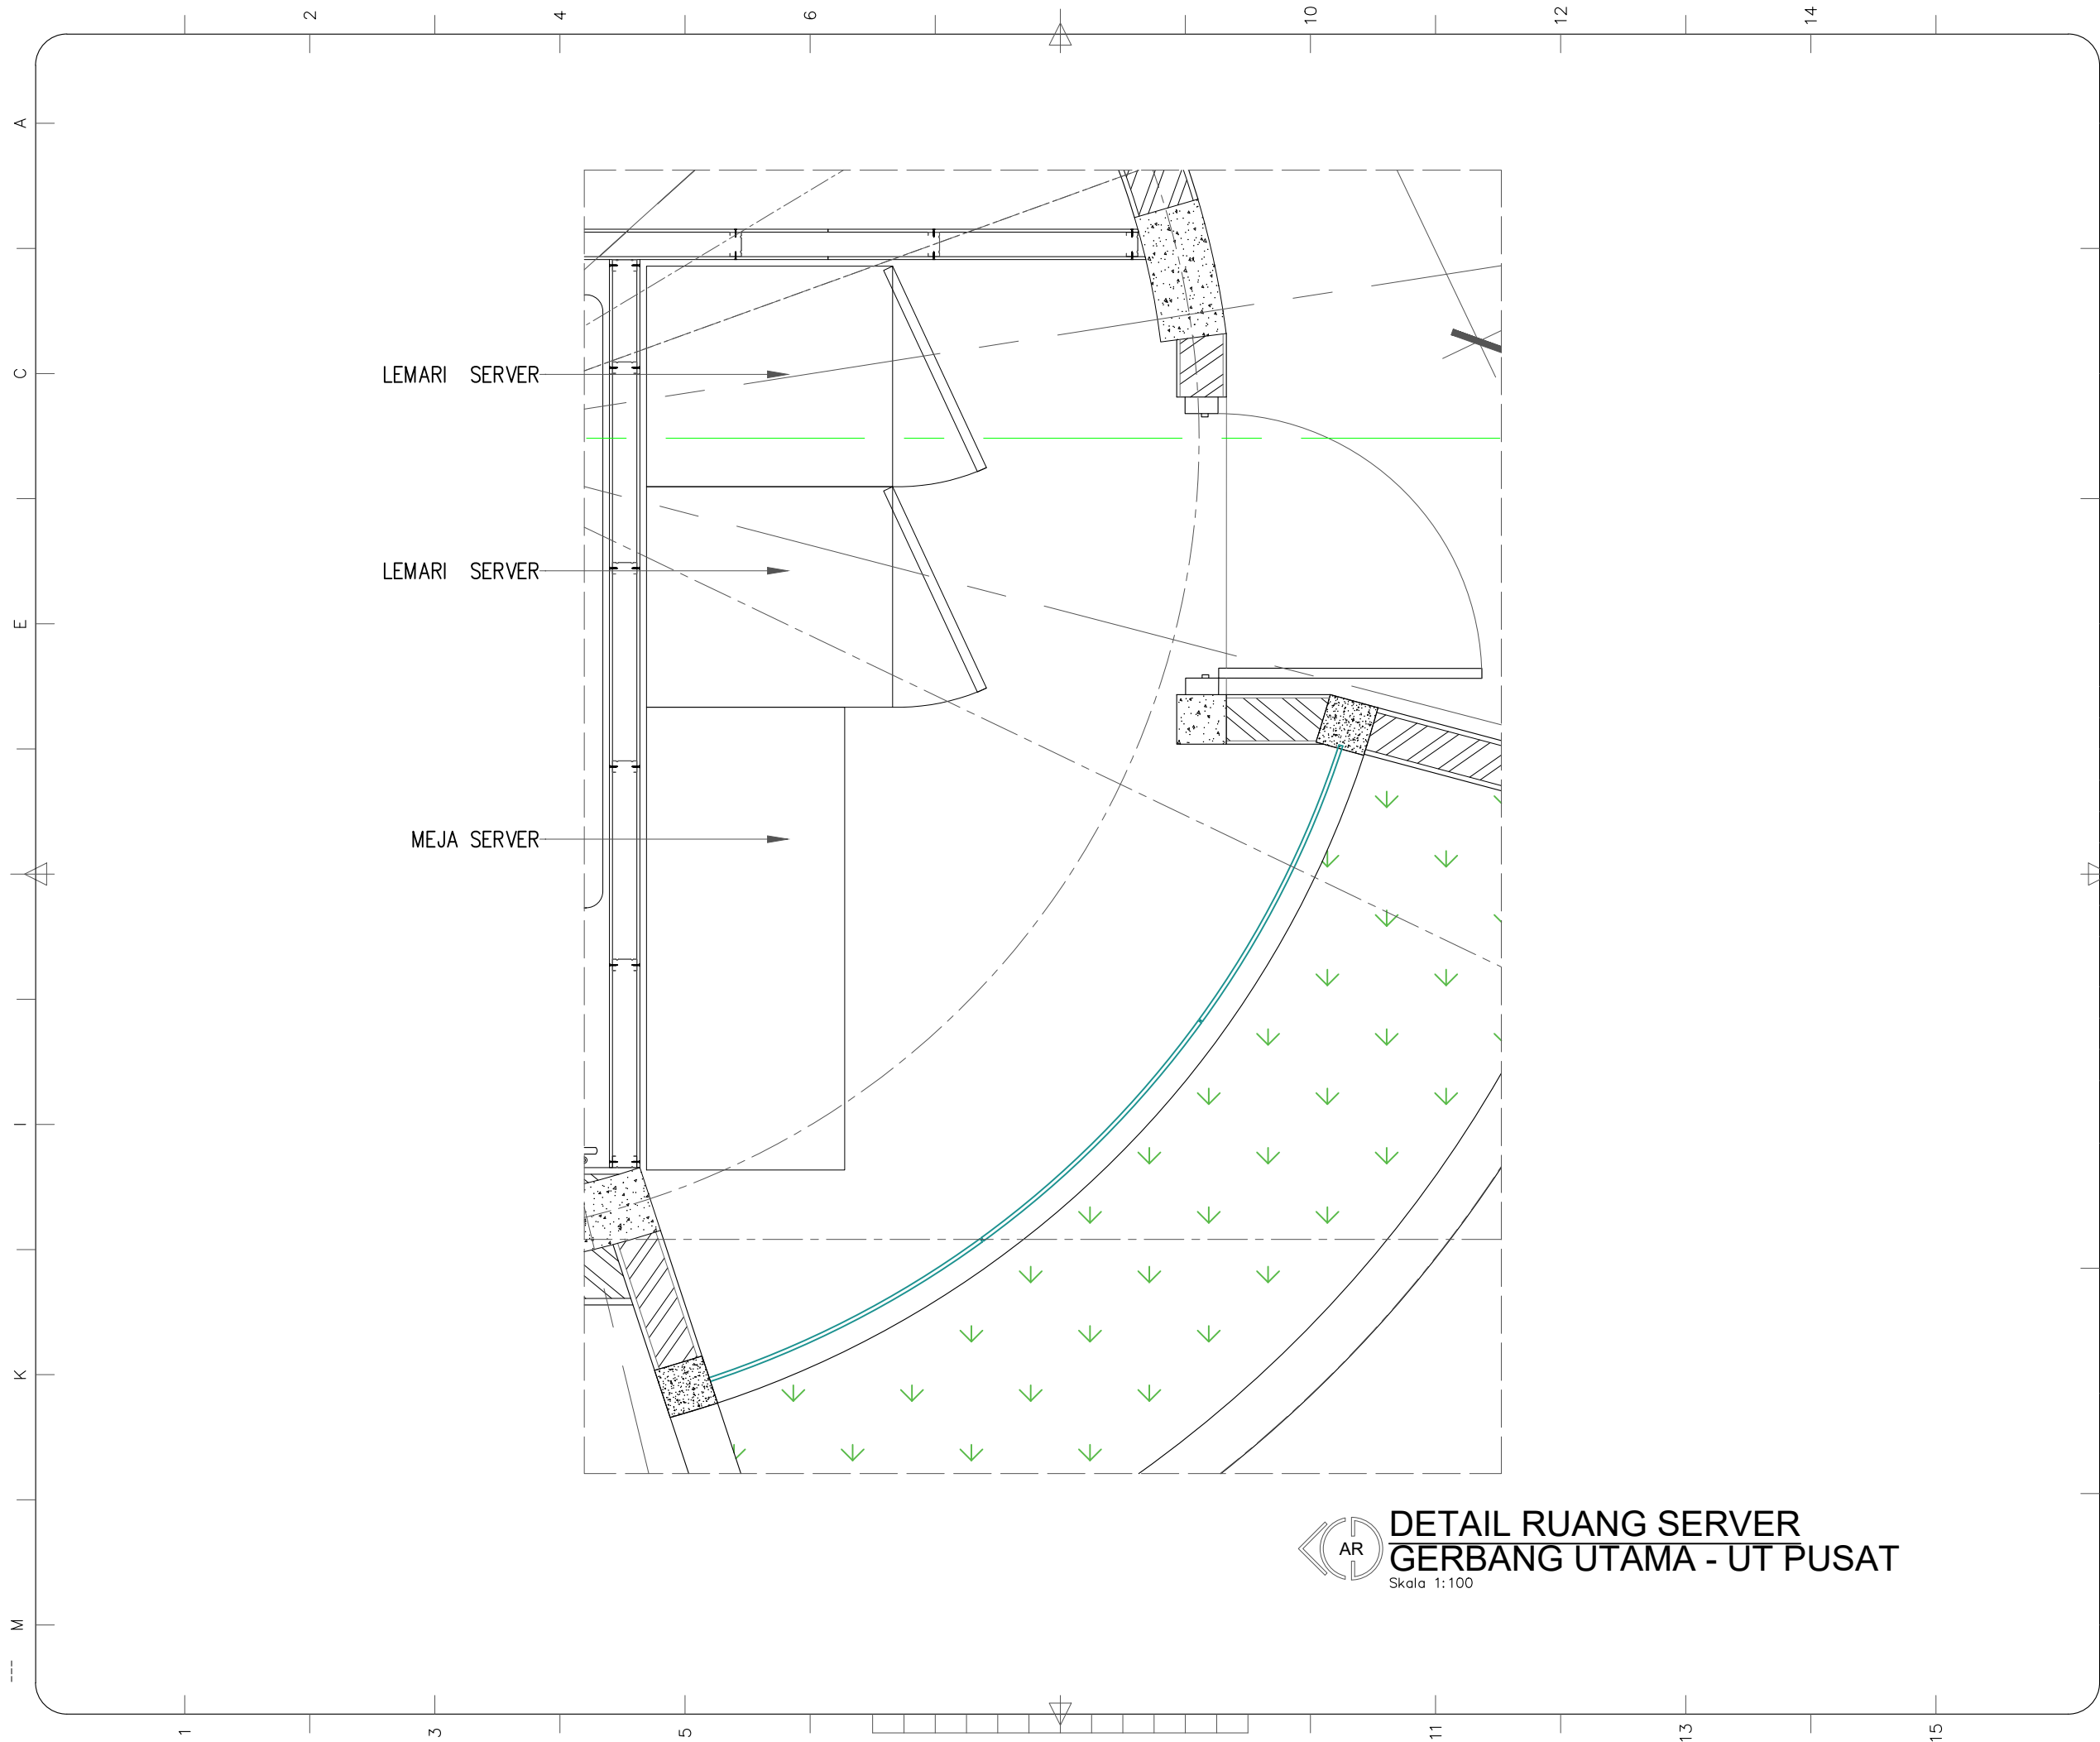 2
4
6
10
12
14
A
C
E
I
K
M
LEMARI SERVER
LEMARI SERVER
MEJA SERVER
AR
DETAIL RUANG SERVER
GERBANG UTAMA - UT PUSAT
Skala 1:100
---
1
3
5
11
13
15